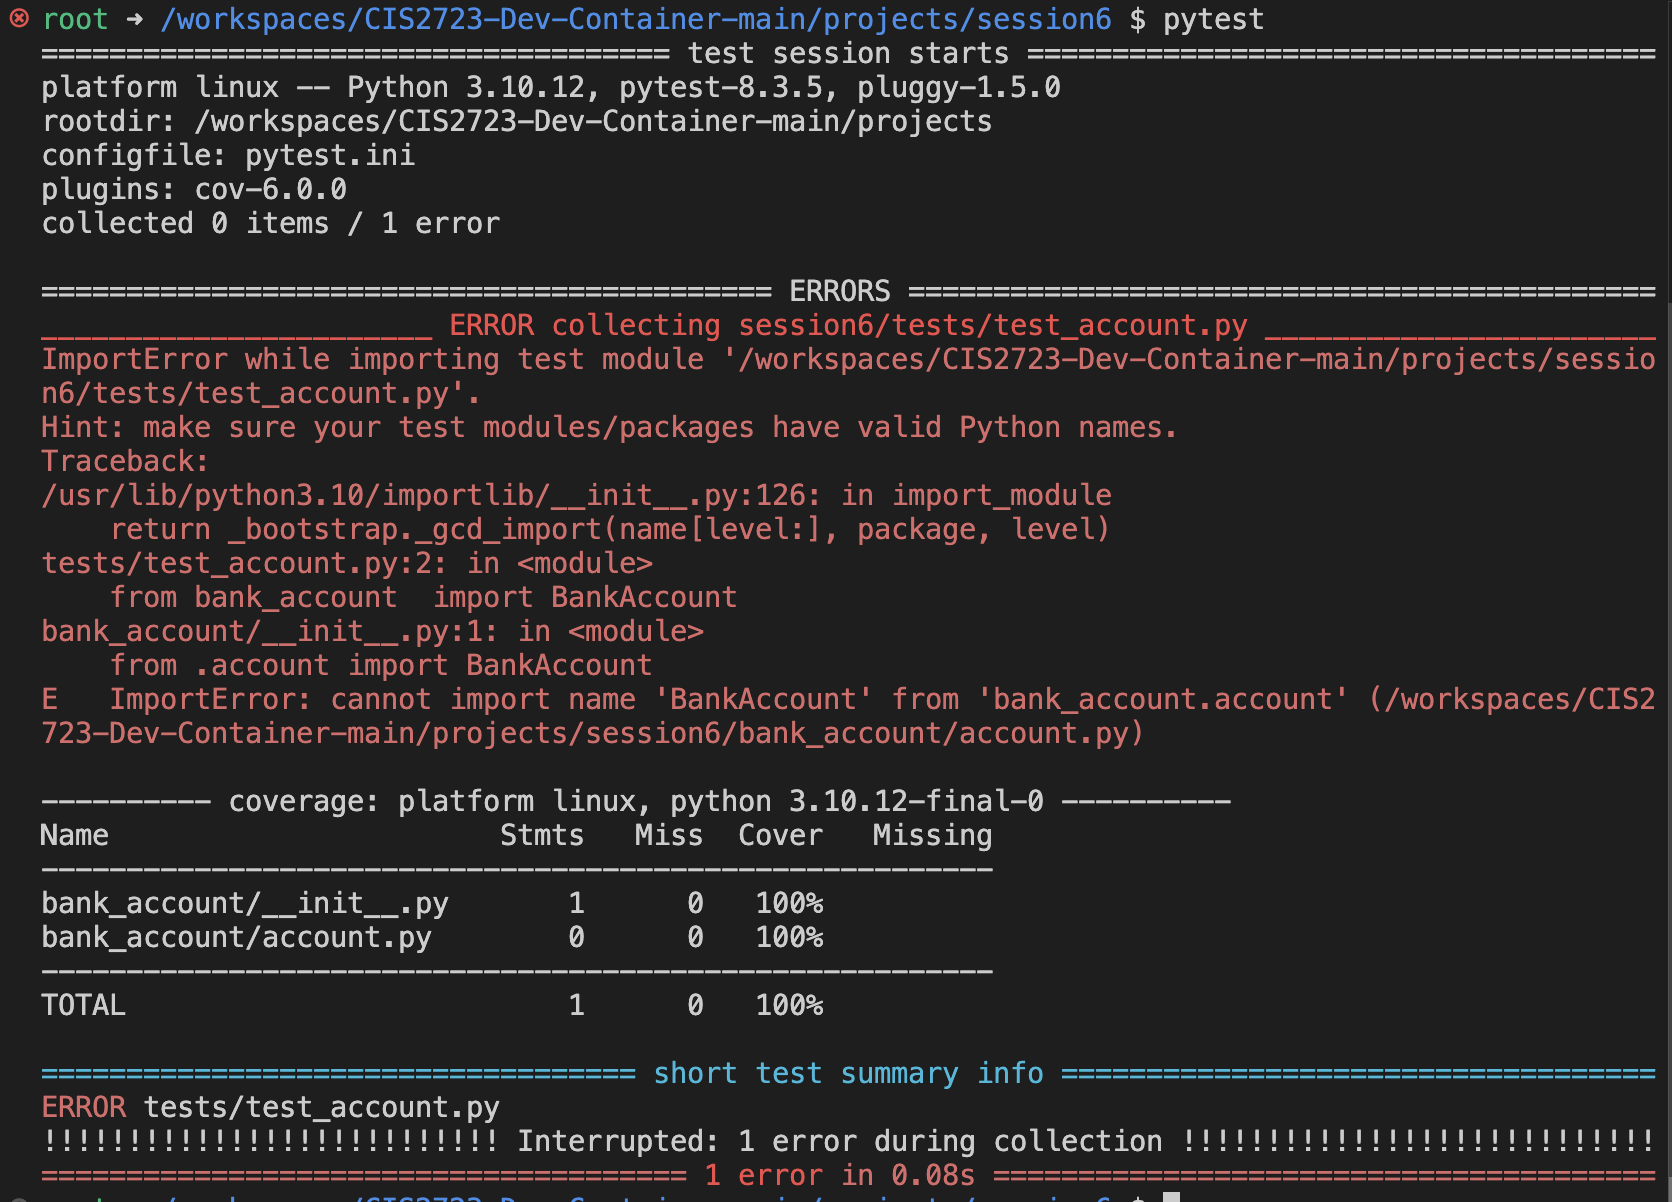 root ➜ /workspaces/CIS2723-Dev-Container-main/projects/session6 $ pytest
===================================== test session starts =====================================
platform linux -- Python 3.10.12, pytest-8.3.5, pluggy-1.5.0
rootdir: /workspaces/CIS2723-Dev-Container-main/projects
configfile: pytest.ini
plugins: cov-6.0.0
collected 0 items / 1 error
=========================================== ERRORS ============================================
_______________________ ERROR collecting session6/tests/test_account.py _______________________
ImportError while importing test module '/workspaces/CIS2723-Dev-Container-main/projects/sessio
n6/tests/test_account.py'.
Hint: make sure your test modules/packages have valid Python names.
Traceback:
/usr/lib/python3.10/importlib/__init__.py:126: in import_module
    return _bootstrap._gcd_import(name[level:], package, level)
tests/test_account.py:2: in <module>
    from bank_account  import BankAccount
bank_account/__init__.py:1: in <module>
    from .account import BankAccount
E   ImportError: cannot import name 'BankAccount' from 'bank_account.account' (/workspaces/CIS2
723-Dev-Container-main/projects/session6/bank_account/account.py)
---------- coverage: platform linux, python 3.10.12-final-0 ----------
Name                       Stmts   Miss  Cover   Missing
--------------------------------------------------------
bank_account/__init__.py       1      0   100%
bank_account/account.py        0      0   100%
--------------------------------------------------------
TOTAL                          1      0   100%
=================================== short test summary info ===================================
ERROR tests/test_account.py
!!!!!!!!!!!!!!!!!!!!!!!!!!! Interrupted: 1 error during collection !!!!!!!!!!!!!!!!!!!!!!!!!!!!
====================================== 1 error in 0.08s =======================================